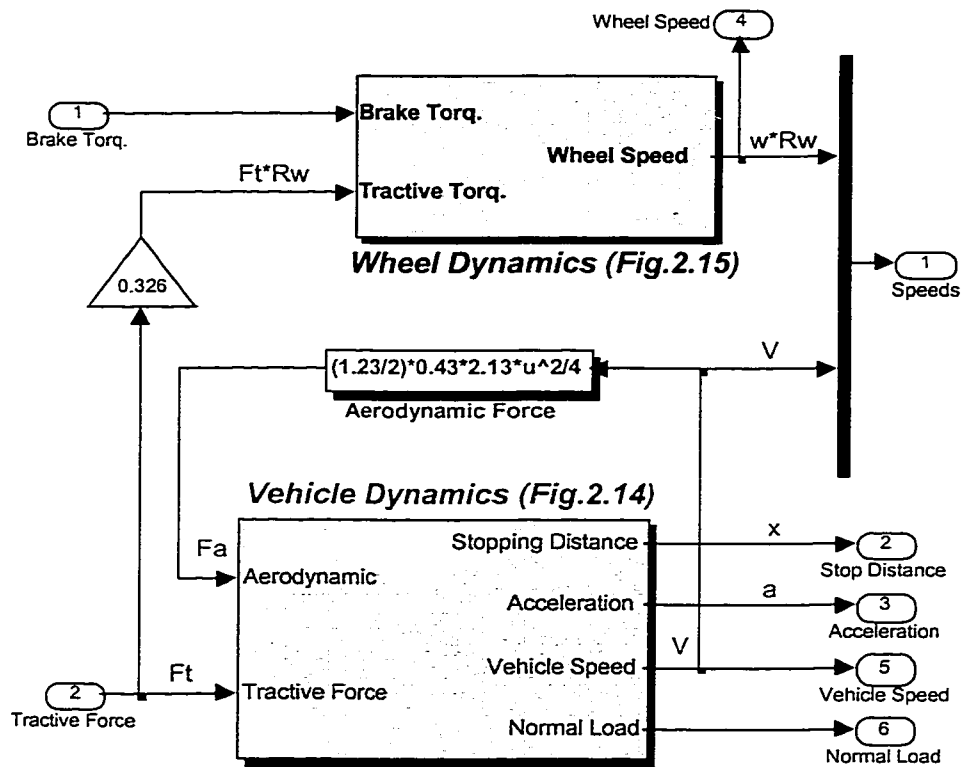 Wheel Speed
4
1
Brake Torq.
Brake Torq.
Wheel Speed
w*Rw
Ft*Rw
Tractive Torq.
Wheel Dynamics (Fig.2.15)
0.326
1
Speeds
V
(1.23/2)*0.43*2.13*u^2/4
Aerodynamic Force
Vehicle Dynamics (Fig.2.14)
Fa
Aerodynamic
Stopping Distance
x
2
Stop Distance
Acceleration
a
3
Acceleration
Vehicle Speed
V
5
Vehicle Speed
2
Tractive Force
Ft
Tractive Force
Normal Load
6
Normal Load